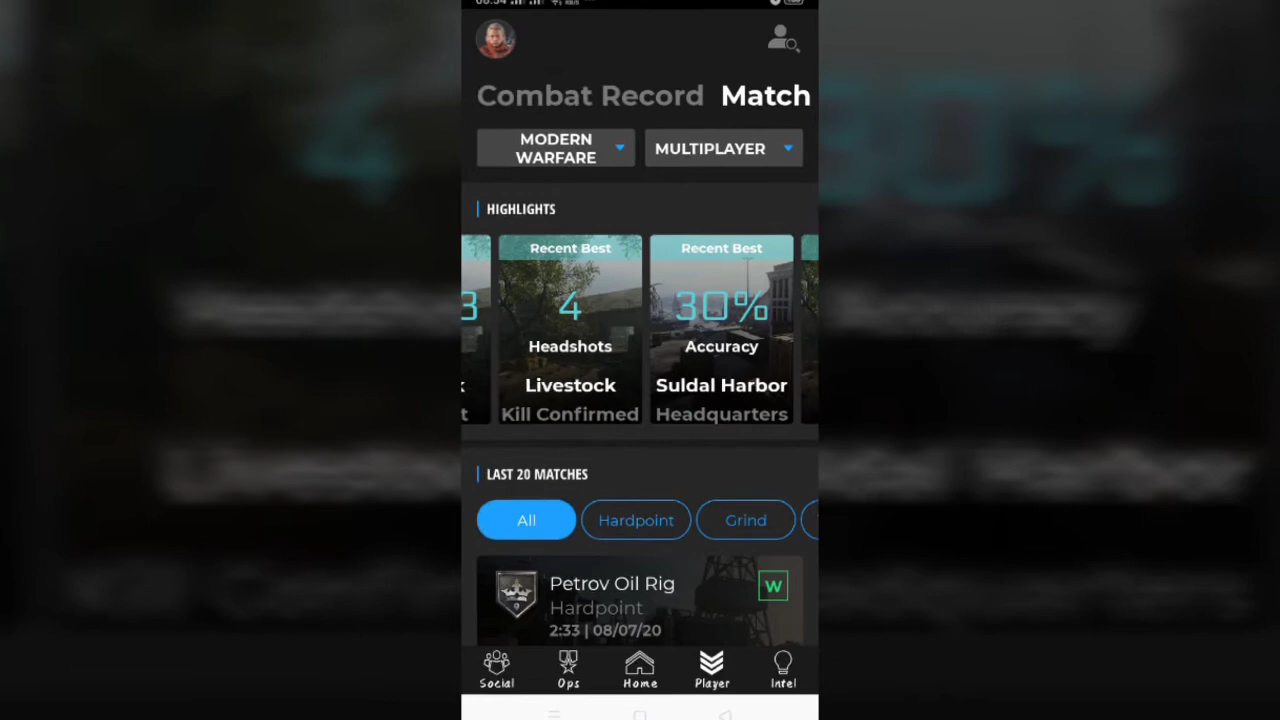 Combat Record Match
MODERN
WARFARE
MULTIPLAYER
HIGHLIGHTS
Recent Best
Recent Best
3
4
30%
Headshots
Accuracy
k
Livestock
Suldal Harbor
t
Kill Confirmed
Headquarters
LAST 20 MATCHES
All
Hardpoint
Grind
Petrov Oil Rig
W
Hardpoint
2:33 | 08/07/20
Social
Ops
Home
Player
Intel